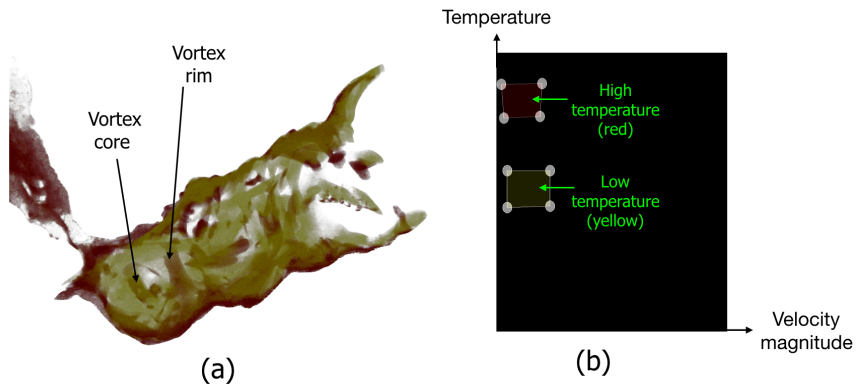 Vortex
rim
Vortex
core
(a)
Temperature
High
temperature
(red)
Low
temperature
(yellow)
Velocity
magnitude
(b)